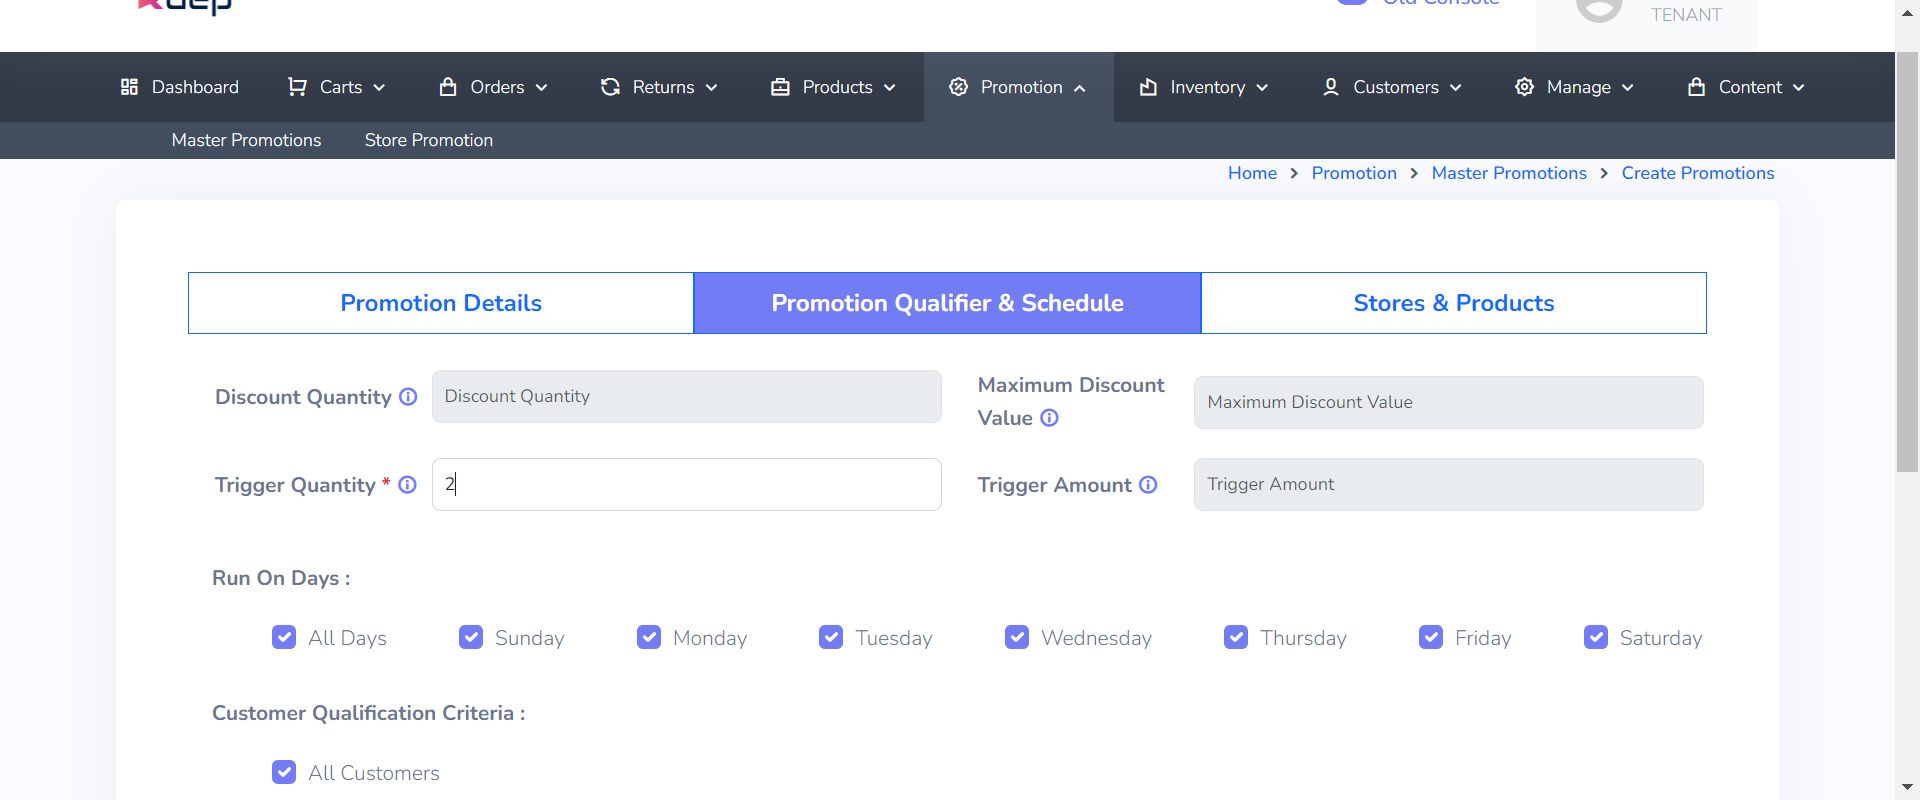 TENANT
Dashboard Carts Orders Returns Products Promotion Inventory Customers Manage Content
Master Promotions Store Promotion
Home > Promotion > Master Promotions > Create Promotions
Promotion Details Promotion Qualifier & Schedule Stores & Products
Discount Quantity Discount Quantity
Maximum Discount
Value Maximum Discount Value
Trigger Quantity * 2 Trigger Amount Trigger Amount
Run On Days :
All Days Sunday Monday Tuesday Wednesday Thursday Friday Saturday
Customer Qualification Criteria :
All Customers